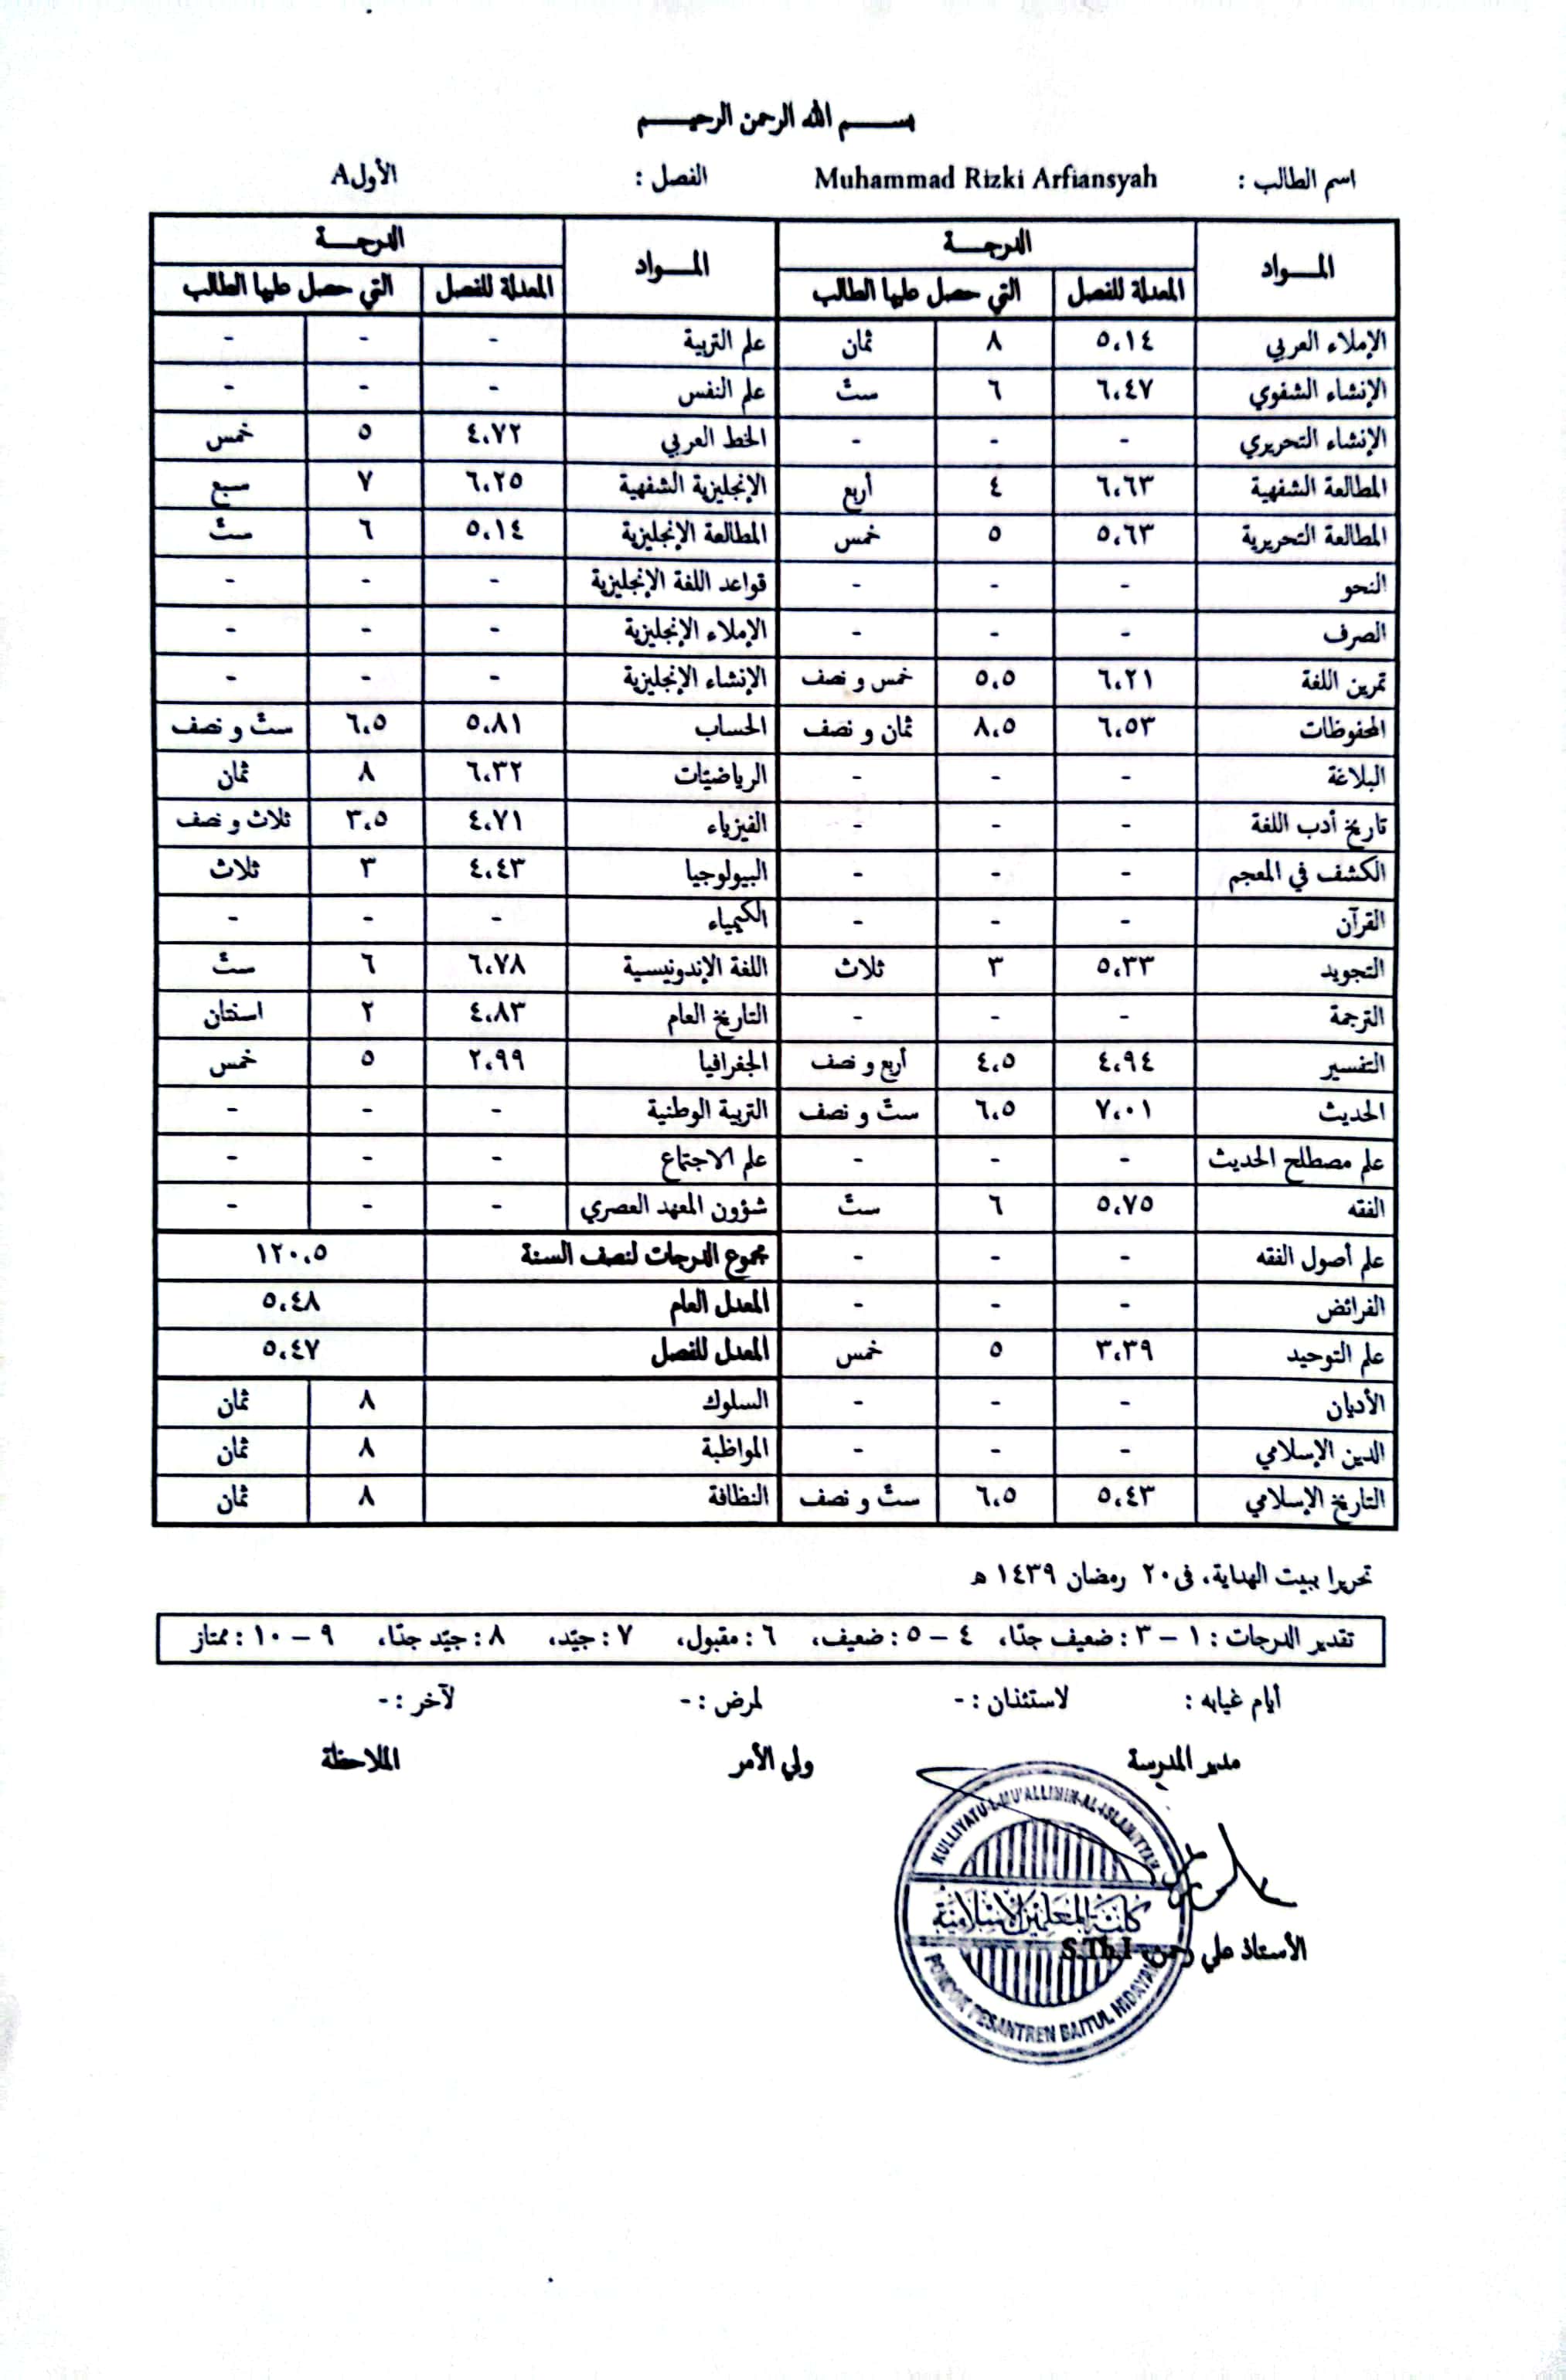 بسم الله الرحمن الرحيم
اسم الطالب : Muhammad Rizki Arfiansyah الفصل : الأولA
المواد الدرجة المواد الدرجة
المعدلة للفصل التي حصل عليها الطالب المعدلة للفصل التي حصل عليها الطالب
الإملاء العربي ٥،١٤ ٨ ثمان علم التربية - - -
الإنشاء الشفوي ٦،٤٧ ٦ ستّ علم النفس - - -
الإنشاء التحريري - - - الخط العربي ٤،٧٢ ٥ خمس
المطالعة الشفهية ٦،٦٣ ٤ أربع الإنجليزية الشفهية ٦،٢٥ ٧ سبع
المطالعة التحريرية ٥،٦٣ ٥ خمس المطالعة الإنجليزية ٥،١٤ ٦ ستّ
النحو - - - قواعد اللغة الإنجليزية - - -
الصرف - - - الإملاء الإنجليزية - - -
تمرين اللغة ٦،٢١ ٥،٥ خمس و نصف الإنشاء الإنجليزية - - -
المحفوظات ٦،٥٣ ٨،٥ ثمان و نصف الحساب ٥،٨١ ٦،٥ ستّ و نصف
البلاغة - - - الرياضيّات ٦،٣٢ ٨ ثمان
تاريخ أدب اللغة - - - الفيزياء ٤،٧١ ٣،٥ ثلاث و نصف
الكشف في المعجم - - - البيولوجيا ٤،٤٣ ٣ ثلاث
القرآن - - - الكيمياء - - -
التجويد ٥،٣٣ ٣ ثلاث اللغة الإندونيسية ٦،٧٨ ٦ ستّ
الترجمة - - - التاريخ العام ٤،٨٣ ٢ اسنتان
التفسير ٤،٩٤ ٤،٥ أربع و نصف الجغرافيا ٢،٩٩ ٥ خمس
الحديث ٧،٠١ ٦،٥ ستّ و نصف التربية الوطنية - - -
علم مصطلح الحديث - - - علم الاجتماع - - -
الفقه ٥،٧٥ ٦ ستّ شؤون المعهد العصري - - -
علم أصول الفقه - - - مجموع الدرجات لنصف السنة ١٢٠،٥
الفرائض - - - المعدل العام ٥،٤٨
علم التوحيد ٣،٣٩ ٥ خمس المعدل للفصل ٥،٤٧
الأديان - - - السلوك ٨ ثمان
الدين الإسلامي - - - المواظبة ٨ ثمان
التاريخ الإسلامي ٥،٤٣ ٦،٥ ستّ و نصف النظافة ٨ ثمان
تحريرا ببيت الهداية، فى٢٠ رمضان ١٤٣٩ ه
تقدير الدرجات : ١ – ٣ : ضعيف جدّا، ٤ – ٥ : ضعيف، ٦ : مقبول، ٧ : جيّد، ٨ : جيّد جدّا، ٩ – ١٠ : ممتاز
أيام غيابه : لاستئذان : - لمرض : - لآخر : -
مدير المدرسة ولي الأمر الملاحظة
KULLIYATU-L-MU'ALLIMIN-AL-ISLAMIYYAH
كلية المعلمين الإسلامية
PONDOK PESANTREN BAITUL HIDAYAH
الأستاذ علي S.Th.I